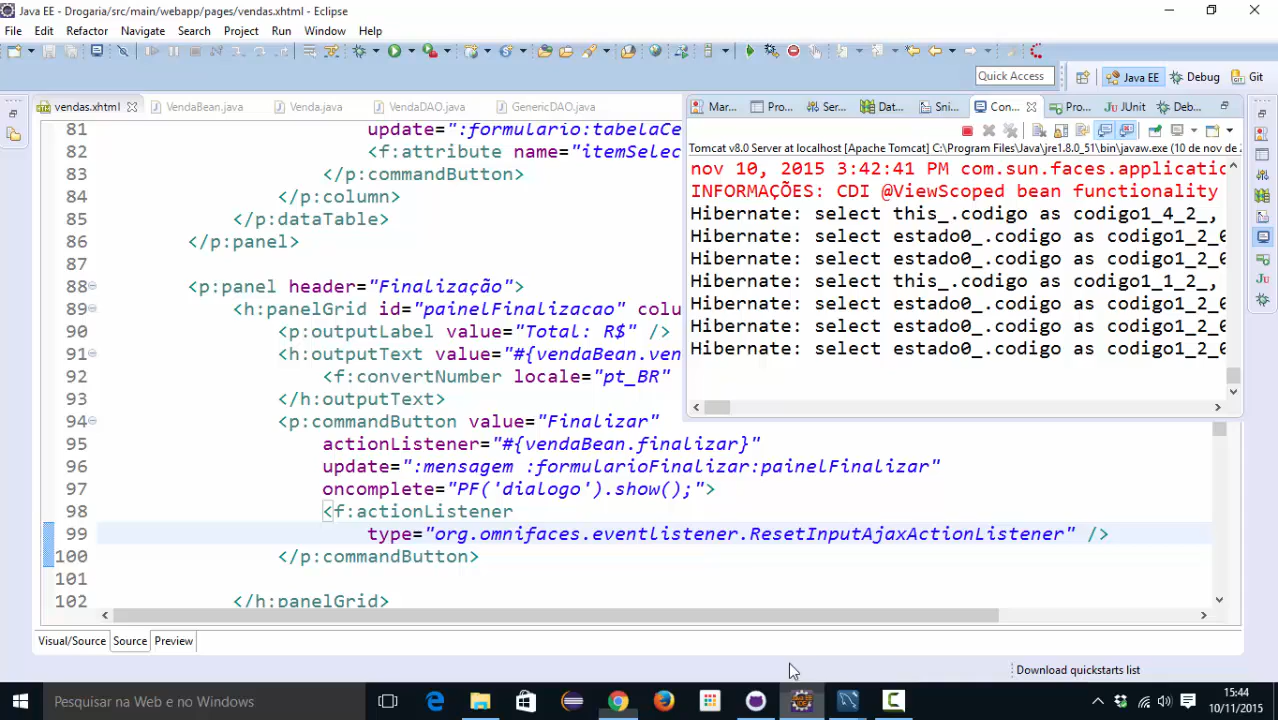 Java EE - Drogaria/src/main/webapp/pages/vendas.xhtml - Eclipse
File Edit Refactor Navigate Search Project Run Window Help
Quick Access
Java EE
Debug
Git
vendas.xhtml
VendaBean.java
Venda.java
VendaDAO.java
GenericDAO.java
81 update=":formulario:tabelaCe
82 <f:attribute name="itemSelec
83 </p:commandButton>
84 </p:column>
85 </p:dataTable>
86 </p:panel>
87
88 <p:panel header="Finalização">
89 <h:panelGrid id="painelFinalizacao" colu
90 <p:outputLabel value="Total: R$" />
91 <h:outputText value="#{vendaBean.ven
92 <f:convertNumber locale="pt_BR"
93 </h:outputText>
94 <p:commandButton value="Finalizar"
95 actionListener="#{vendaBean.finalizar}"
96 update=":mensagem :formularioFinalizar:painelFinalizar"
97 oncomplete="PF('dialogo').show();">
98 <f:actionListener
99 type="org.omnifaces.eventlistener.ResetInputAjaxActionListener" />
100 </p:commandButton>
101
102 </h:panelGrid>
Mar... Pro... Ser... Dat... Sni... Con... Pro... JUnit Deb...
Tomcat v8.0 Server at localhost [Apache Tomcat] C:\Program Files\Java\jre1.8.0_51\bin\javaw.exe (10 de nov de 2
nov 10, 2015 3:42:41 PM com.sun.faces.applicatio
INFORMAÇÕES: CDI @ViewScoped bean functionality
Hibernate: select this_.codigo as codigo1_4_2_,
Hibernate: select estado0_.codigo as codigo1_2_0
Hibernate: select estado0_.codigo as codigo1_2_0
Hibernate: select this_.codigo as codigo1_1_2_,
Hibernate: select estado0_.codigo as codigo1_2_0
Hibernate: select estado0_.codigo as codigo1_2_0
Hibernate: select estado0_.codigo as codigo1_2_0
Visual/Source Source Preview
Download quickstarts list
Pesquisar na Web e no Windows
15:44
10/11/2015